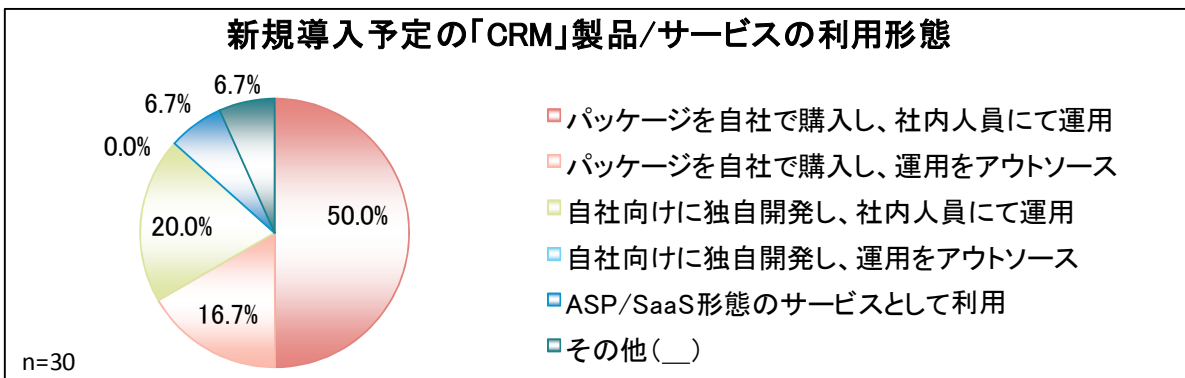 新規導入予定の「CRM」製品/サービスの利用形態
6.7%
6.7%
0.0%
20.0%
50.0%
16.7%
パッケージを自社で購入し、社内人員にて運用
パッケージを自社で購入し、運用をアウトソース
自社向けに独自開発し、社内人員にて運用
自社向けに独自開発し、運用をアウトソース
ASP/SaaS形態のサービスとして利用
その他(__)
n=30